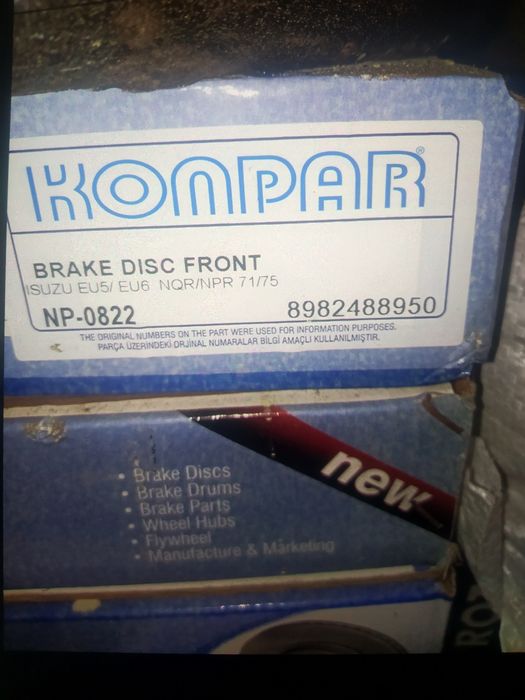 KONPAR®
BRAKE DISC FRONT
ISUZU EU5/ EU6 NQR/NPR 71/75
NP-0822
8982488950
THE ORIGINAL NUMBERS ON THE PART WERE USED FOR INFORMATION PURPOSES.
PARÇA ÜZERİNDEKİ ORJİNAL NUMARALAR BİLGİ AMAÇLI KULLANILMIŞTIR.
new
• Brake Discs
• Brake Drums
• Brake Parts
• Wheel Hubs
• Flywheel
• Manufacture & Marketing